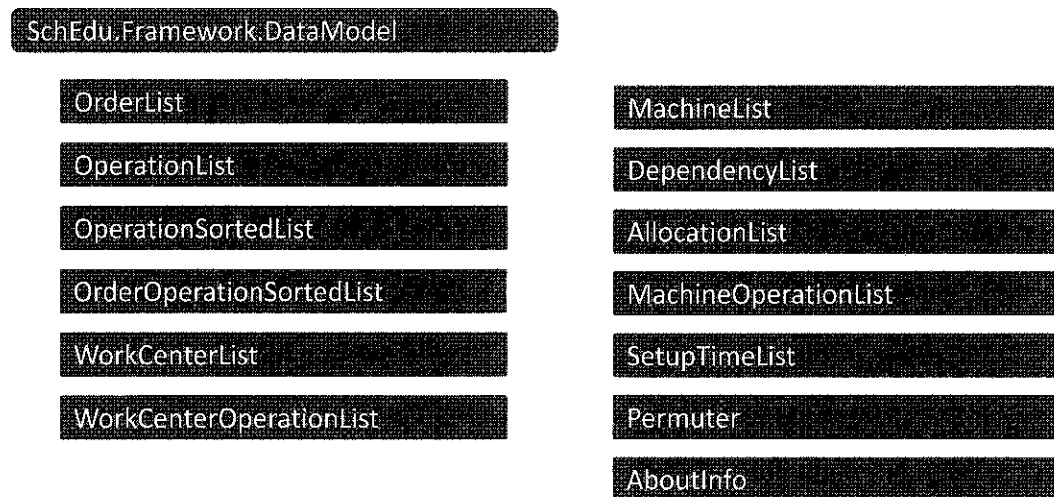 SchEdu.Framework.DataModel
OrderList
OperationList
OperationSortedList
OrderOperationSortedList
WorkCenterList
WorkCenterOperationList
MachineList
DependencyList
AllocationList
MachineOperationList
SetupTimeList
Permuter
AboutInfo